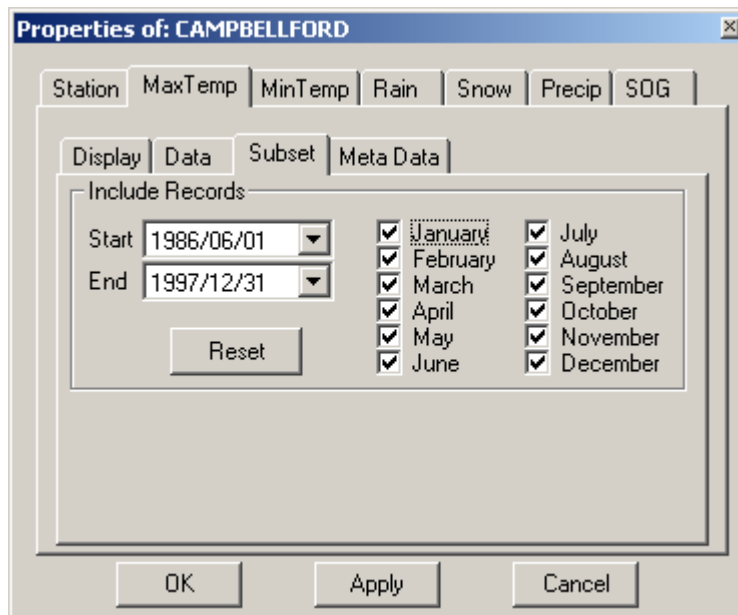 Properties of: CAMPBELLFORD
Station MaxTemp MinTemp Rain Snow Precip SOG
Display Data Subset Meta Data
Include Records
Start 1986/06/01
End 1997/12/31
Reset
January
February
March
April
May
June
July
August
September
October
November
December
OK Apply Cancel